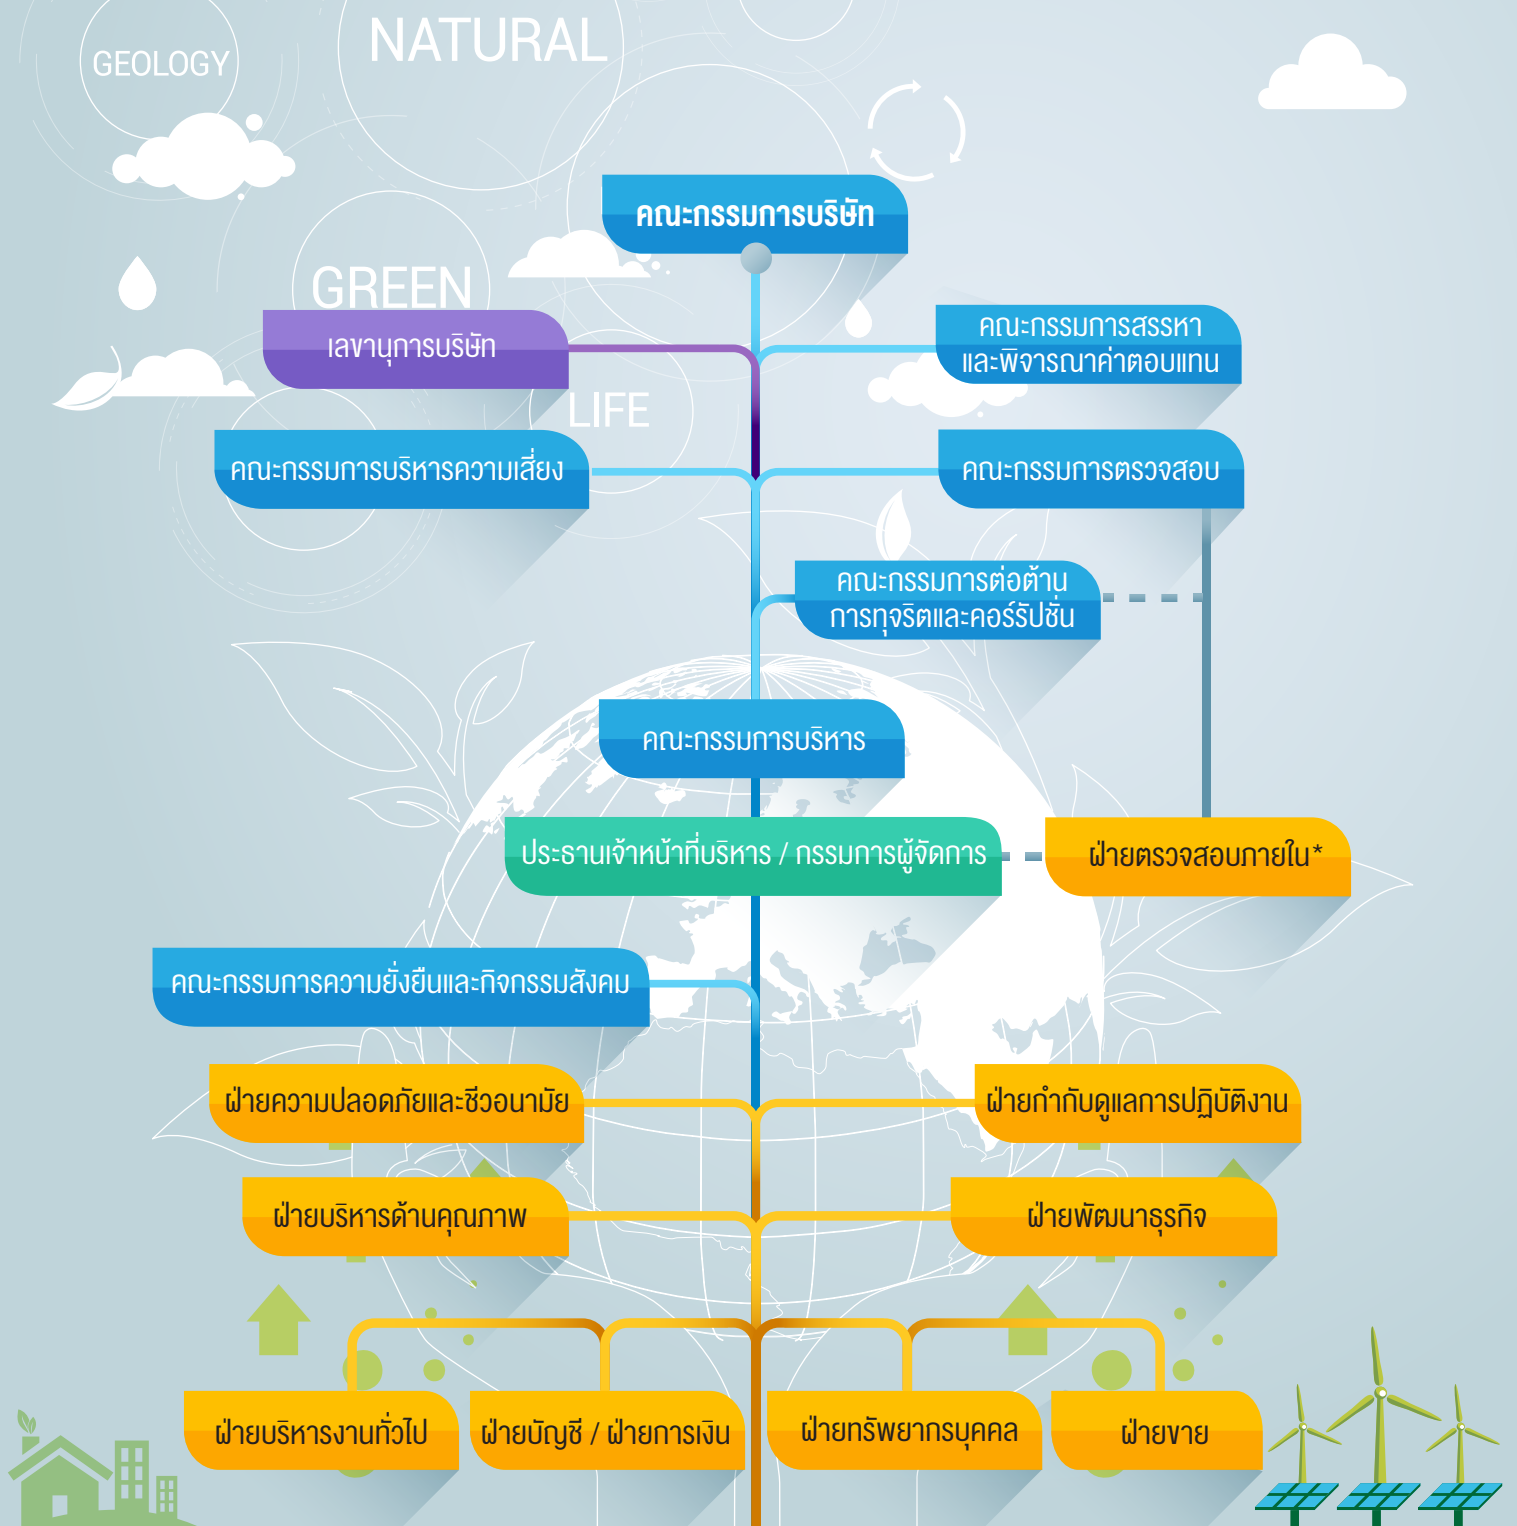 NATURAL
GEOLOGY
คณะกรรมการบริษัท
GREEN
เลขานุการบริษัท
คณะกรรมการสรรหา
และพิจารณาค่าตอบแทน
LIFE
คณะกรรมการบริหารความเสี่ยง
คณะกรรมการตรวจสอบ
คณะกรรมการต่อต้าน
การทุจริตและคอร์รัปชั่น
คณะกรรมการบริหาร
ประธานเจ้าหน้าที่บริหาร / กรรมการผู้จัดการ
ฝ่ายตรวจสอบภายใน*
คณะกรรมการความยั่งยืนและกิจกรรมสังคม
ฝ่ายความปลอดภัยและชีวอนามัย
ฝ่ายกำกับดูแลการปฏิบัติงาน
ฝ่ายบริหารด้านคุณภาพ
ฝ่ายพัฒนาธุรกิจ
ฝ่ายบริหารงานทั่วไป
ฝ่ายบัญชี / ฝ่ายการเงิน
ฝ่ายทรัพยากรบุคคล
ฝ่ายขาย